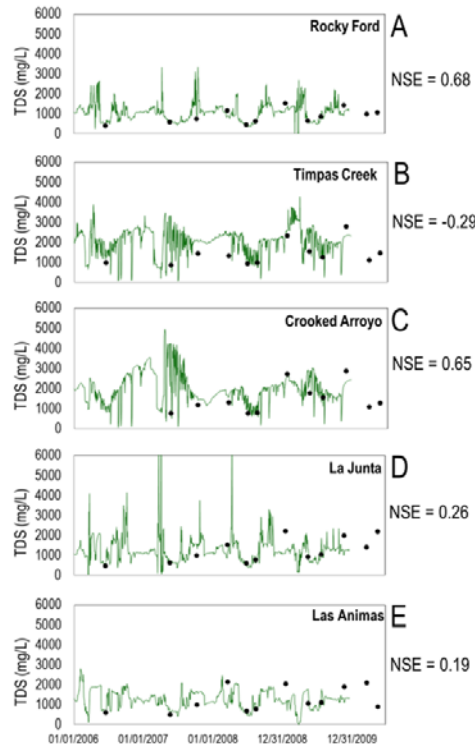 6000
5000
4000
3000
2000
1000
0
TDS (mg/L)
Rocky Ford
A
NSE = 0.68
6000
5000
4000
3000
2000
1000
0
TDS (mg/L)
Timpas Creek
B
NSE = -0.29
6000
5000
4000
3000
2000
1000
0
TDS (mg/L)
Crooked Arroyo
C
NSE = 0.65
6000
5000
4000
3000
2000
1000
0
TDS (mg/L)
La Junta
D
NSE = 0.26
6000
5000
4000
3000
2000
1000
0
TDS (mg/L)
Las Animas
E
NSE = 0.19
01/01/2006 01/01/2007 01/01/2008 12/31/2008 12/31/2009